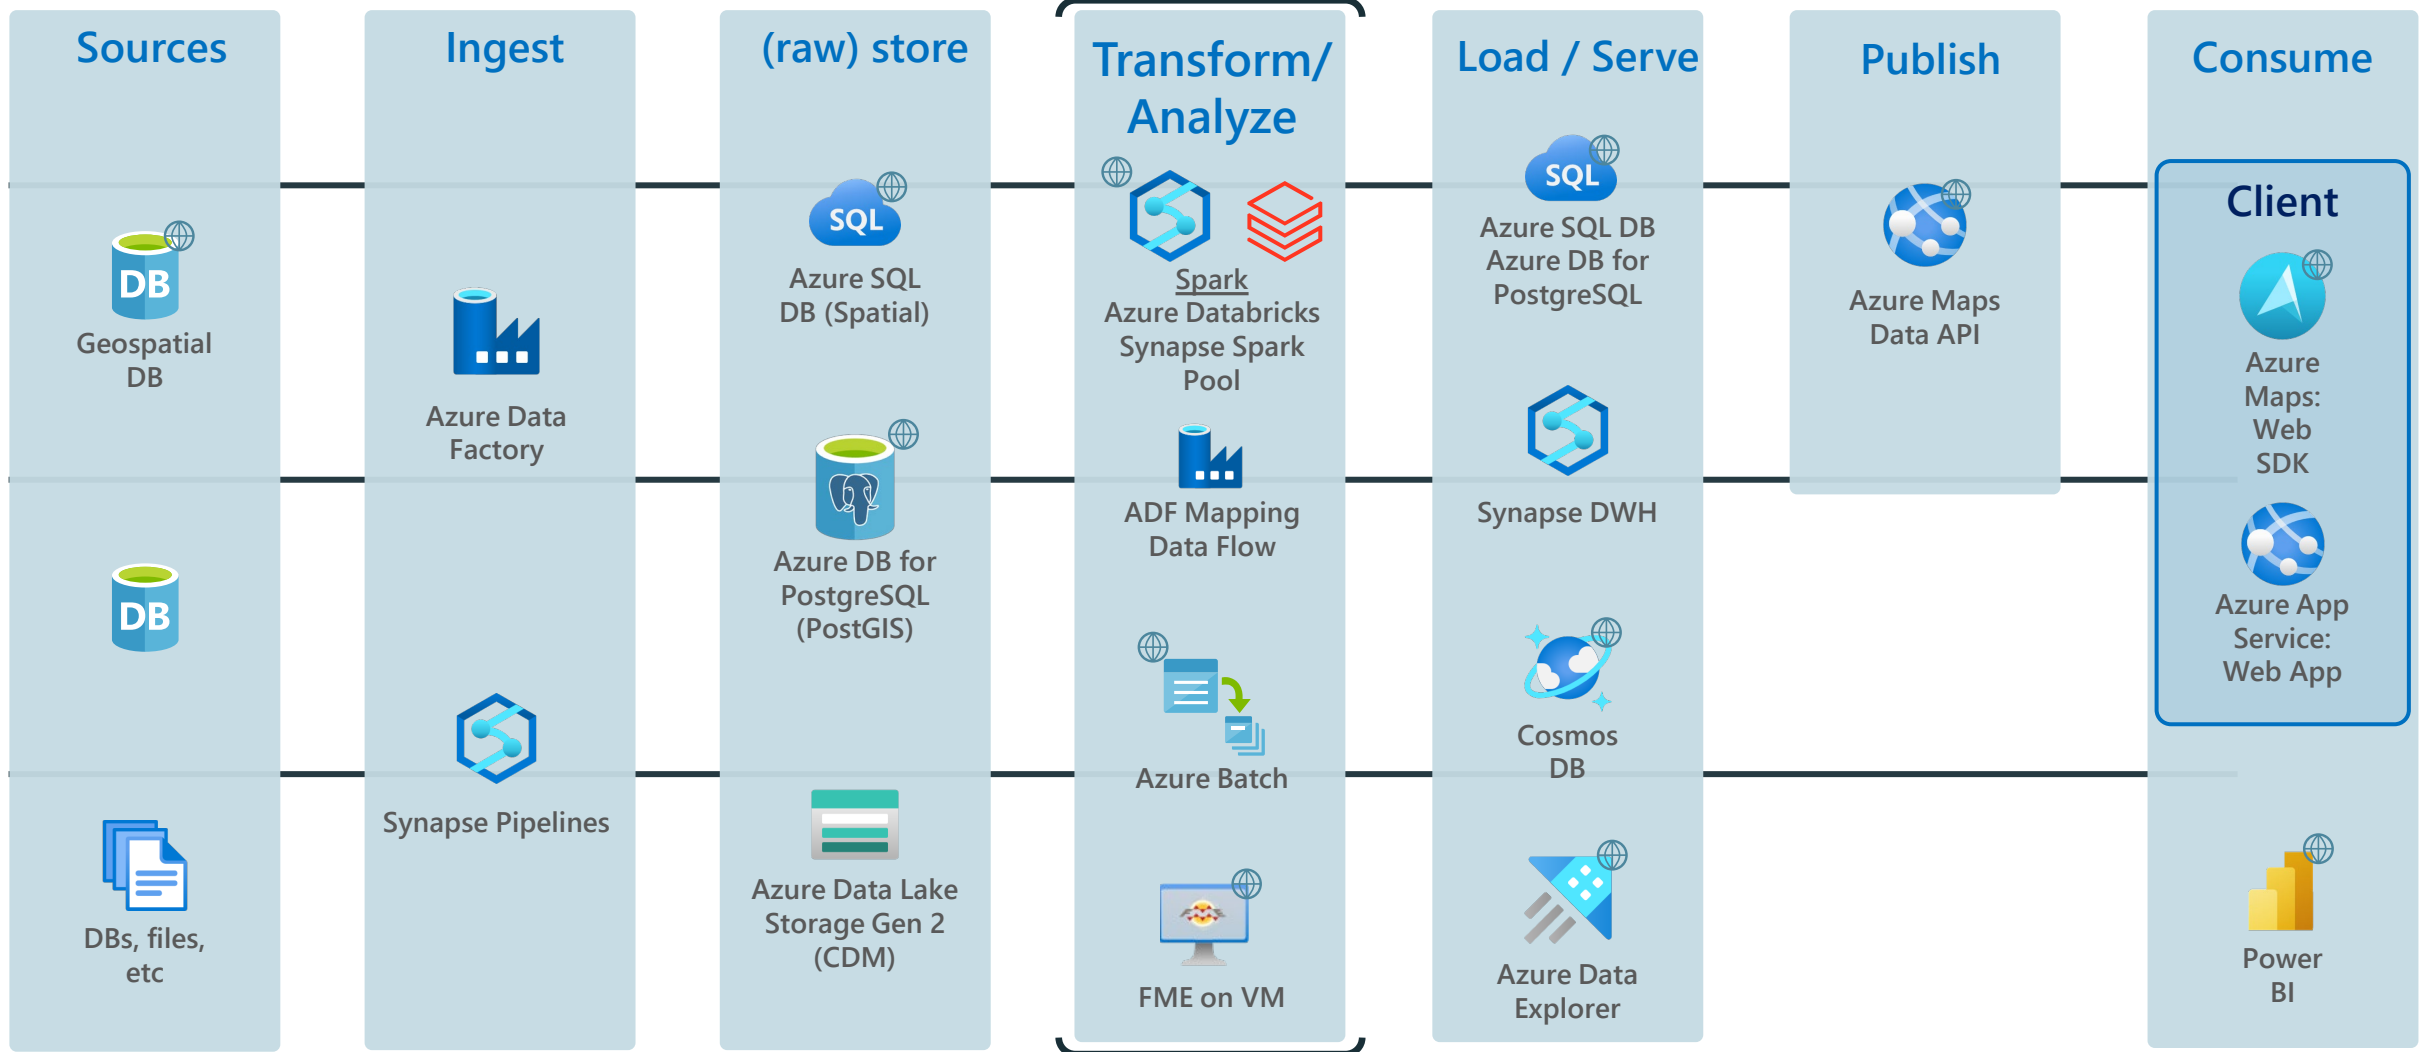 Sources
DB
Geospatial
DB
DB
DBs, files,
etc
Ingest
Azure Data
Factory
Synapse Pipelines
(raw) store
SQL
Azure SQL
DB (Spatial)
Azure DB for
PostgreSQL
(PostGIS)
Azure Data Lake
Storage Gen 2
(CDM)
Transform/
Analyze
Spark
Azure Databricks
Synapse Spark
Pool
ADF Mapping
Data Flow
Azure Batch
FME on VM
Load / Serve
SQL
Azure SQL DB
Azure DB for
PostgreSQL
Synapse DWH
Cosmos
DB
Azure Data
Explorer
Publish
Azure Maps
Data API
Consume
Client
Azure
Maps:
Web
SDK
Azure App
Service:
Web App
Power
BI